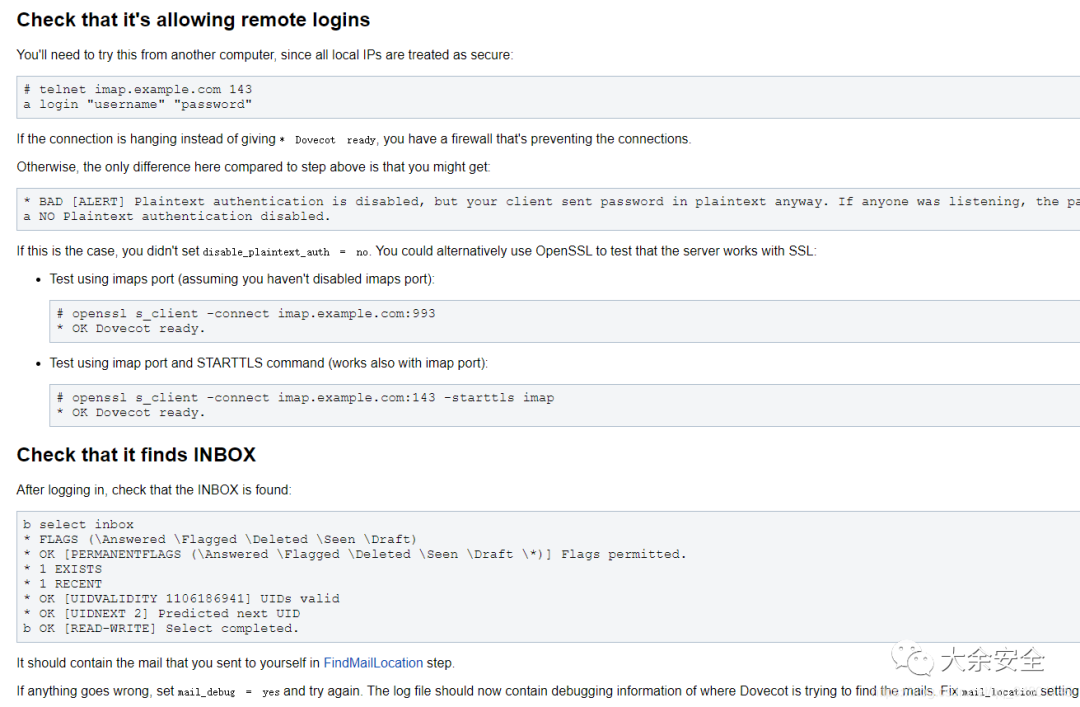 Check that it's allowing remote logins
You'll need to try this from another computer, since all local IPs are treated as secure:
# telnet imap.example.com 143
a login "username" "password"
If the connection is hanging instead of giving * Dovecot ready, you have a firewall that's preventing the connections.
Otherwise, the only difference here compared to step above is that you might get:
* BAD [ALERT] Plaintext authentication is disabled, but your client sent password in plaintext anyway. If anyone was listening, the pa
a NO Plaintext authentication disabled.
If this is the case, you didn't set disable_plaintext_auth = no. You could alternatively use OpenSSL to test that the server works with SSL:
• Test using imaps port (assuming you haven't disabled imaps port):
# openssl s_client -connect imap.example.com:993
* OK Dovecot ready.
• Test using imap port and STARTTLS command (works also with imap port):
# openssl s_client -connect imap.example.com:143 -starttls imap
* OK Dovecot ready.
Check that it finds INBOX
After logging in, check that the INBOX is found:
b select inbox
* FLAGS (\Answered \Flagged \Deleted \Seen \Draft)
* OK [PERMANENTFLAGS (\Answered \Flagged \Deleted \Seen \Draft \*)] Flags permitted.
* 1 EXISTS
* 1 RECENT
* OK [UIDVALIDITY 1106186941] UIDs valid
* OK [UIDNEXT 2] Predicted next UID
b OK [READ-WRITE] Select completed.
It should contain the mail that you sent to yourself in FindMailLocation step.
大余安全
If anything goes wrong, set mail_debug = yes and try again. The log file should now contain debugging information of where Dovecot is trying to find the mails. Fix mail_location setting